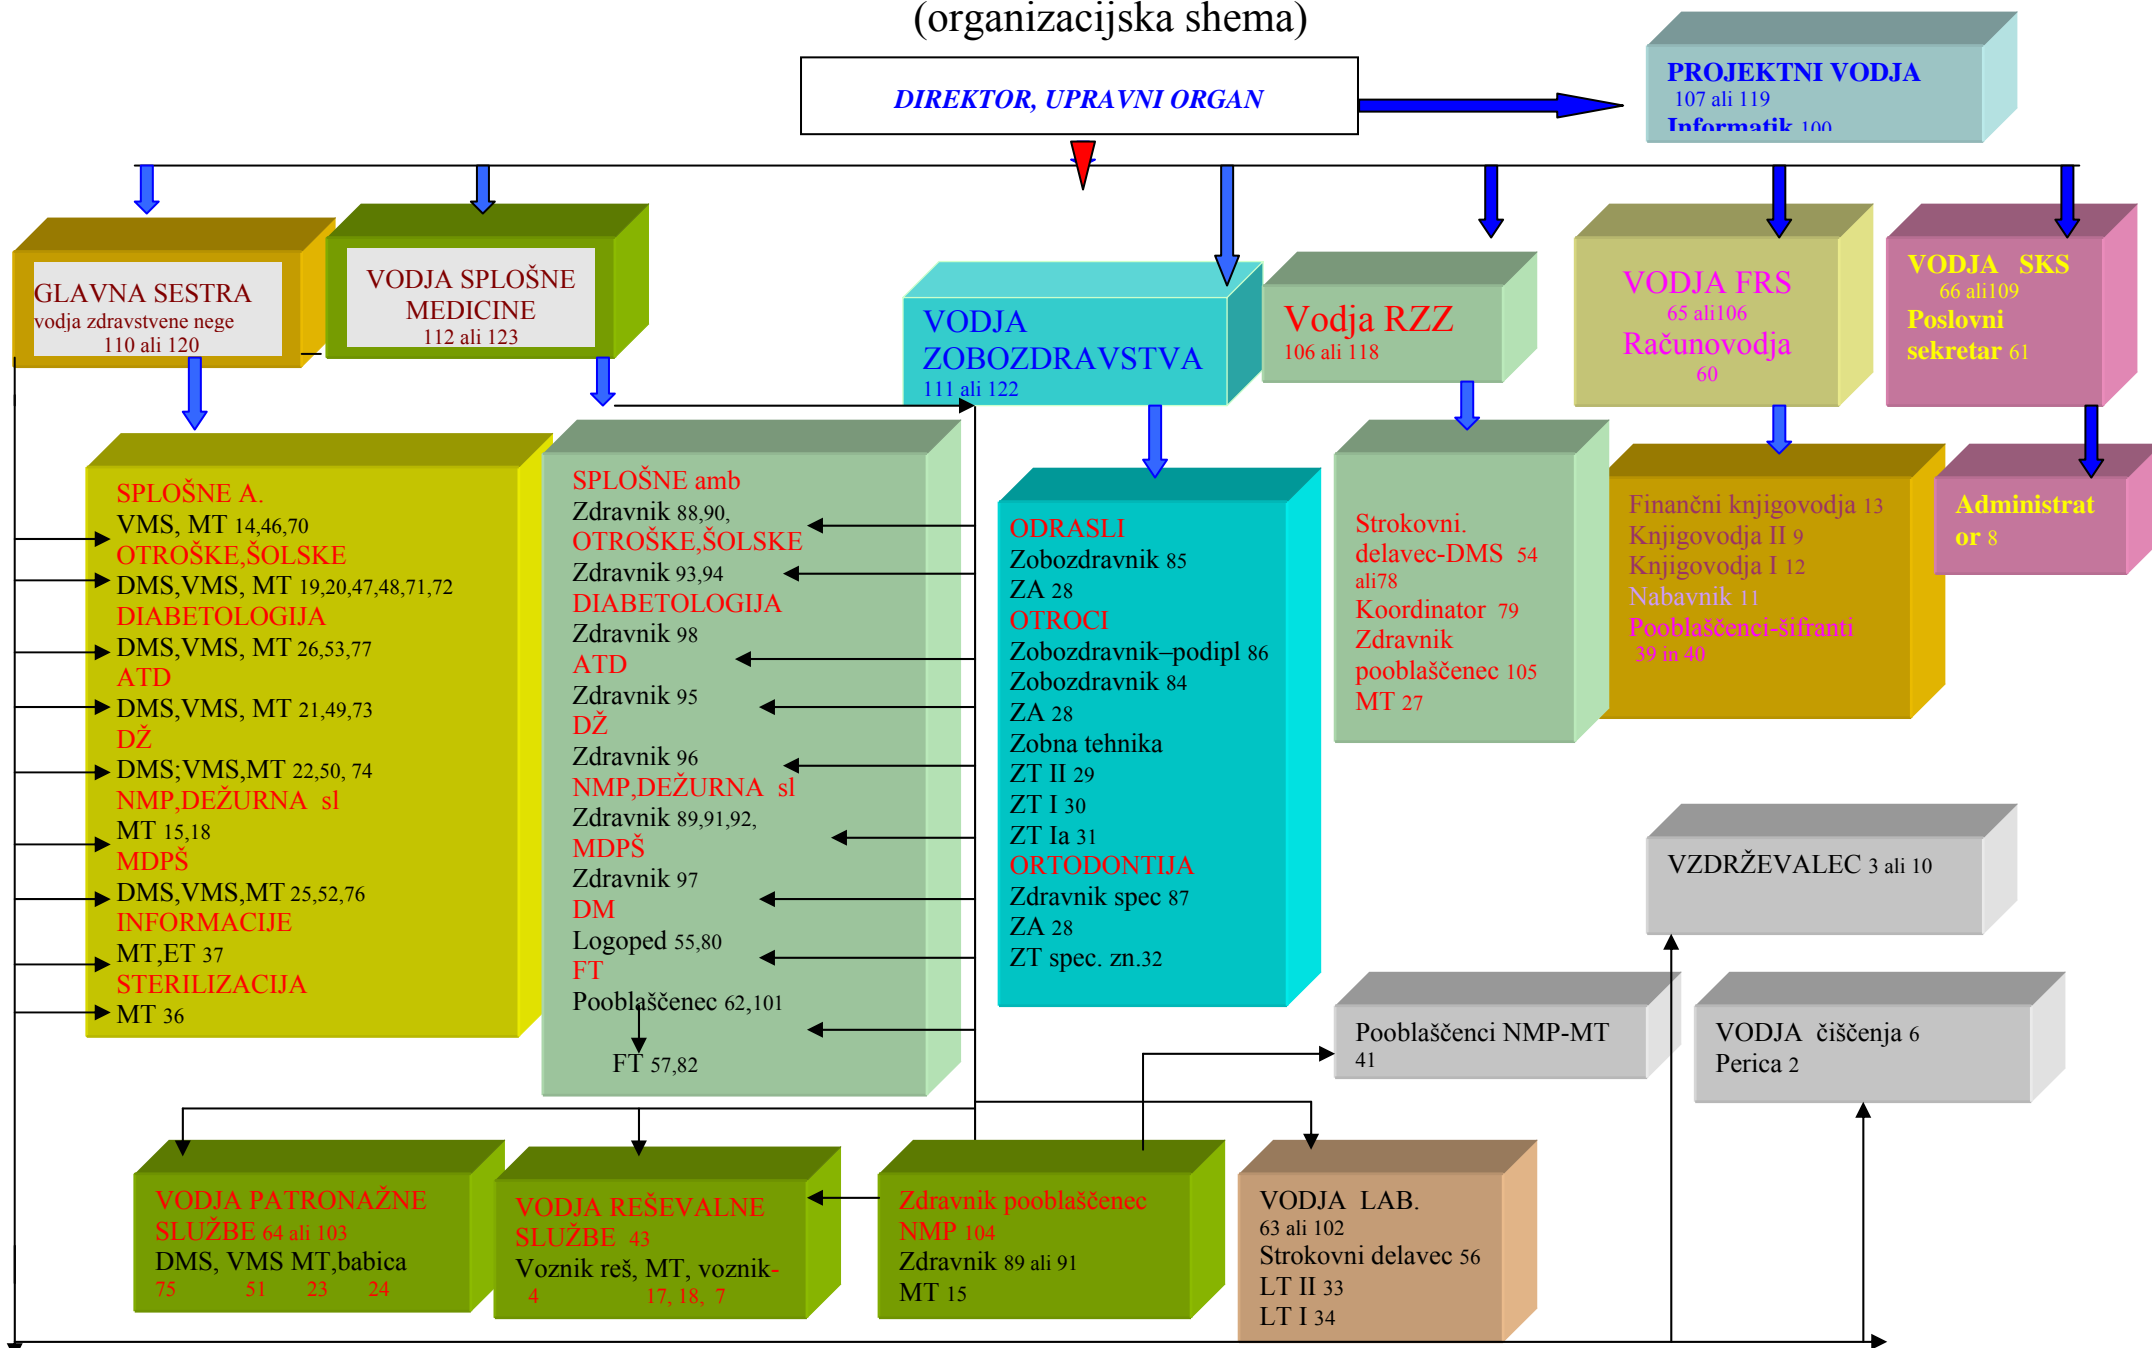 (organizacijska shema)
DIREKTOR, UPRAVNI ORGAN
PROJEKTNI VODJA
107 ali 119
Informatik 100
GLAVNA SESTRA
vodja zdravstvene nege
110 ali 120
VODJA SPLOŠNE
MEDICINE
112 ali 123
VODJA
ZOBOZDRAVSTVA
111 ali 122
Vodja RZZ
106 ali 118
VODJA FRS
65 ali106
Računovodja
60
VODJA SKS
66 ali109
Poslovni
sekretar 61
SPLOŠNE A.
VMS, MT 14,46,70
OTROŠKE,ŠOLSKE
DMS,VMS, MT 19,20,47,48,71,72
DIABETOLOGIJA
DMS,VMS, MT 26,53,77
ATD
DMS,VMS, MT 21,49,73
DŽ
DMS;VMS,MT 22,50, 74
NMP,DEŽURNA sl
MT 15,18
MDPŠ
DMS,VMS,MT 25,52,76
INFORMACIJE
MT,ET 37
STERILIZACIJA
MT 36
SPLOŠNE amb
Zdravnik 88,90,
OTROŠKE,ŠOLSKE
Zdravnik 93,94
DIABETOLOGIJA
Zdravnik 98
ATD
Zdravnik 95
DŽ
Zdravnik 96
NMP,DEŽURNA sl
Zdravnik 89,91,92,
MDPŠ
Zdravnik 97
DM
Logoped 55,80
FT
Pooblaščenec 62,101
FT 57,82
ODRASLI
Zobozdravnik 85
ZA 28
OTROCI
Zobozdravnik–podipl 86
Zobozdravnik 84
ZA 28
Zobna tehnika
ZT II 29
ZT I 30
ZT Ia 31
ORTODONTIJA
Zdravnik spec 87
ZA 28
ZT spec. zn.32
Strokovni.
delavec-DMS 54
ali78
Koordinator 79
Zdravnik
pooblaščenec 105
MT 27
Finančni knjigovodja 13
Knjigovodja II 9
Knjigovodja I 12
Nabavnik 11
Pooblaščenci-šifranti
39 in 40
Administrat
or 8
VZDRŽEVALEC 3 ali 10
Pooblaščenci NMP-MT
41
VODJA čiščenja 6
Perica 2
VODJA PATRONAŽNE
SLUŽBE 64 ali 103
DMS, VMS MT,babica
75 51 23 24
VODJA REŠEVALNE
SLUŽBE 43
Voznik reš, MT, voznik-
4 17, 18, 7
Zdravnik pooblaščenec
NMP 104
Zdravnik 89 ali 91
MT 15
VODJA LAB.
63 ali 102
Strokovni delavec 56
LT II 33
LT I 34